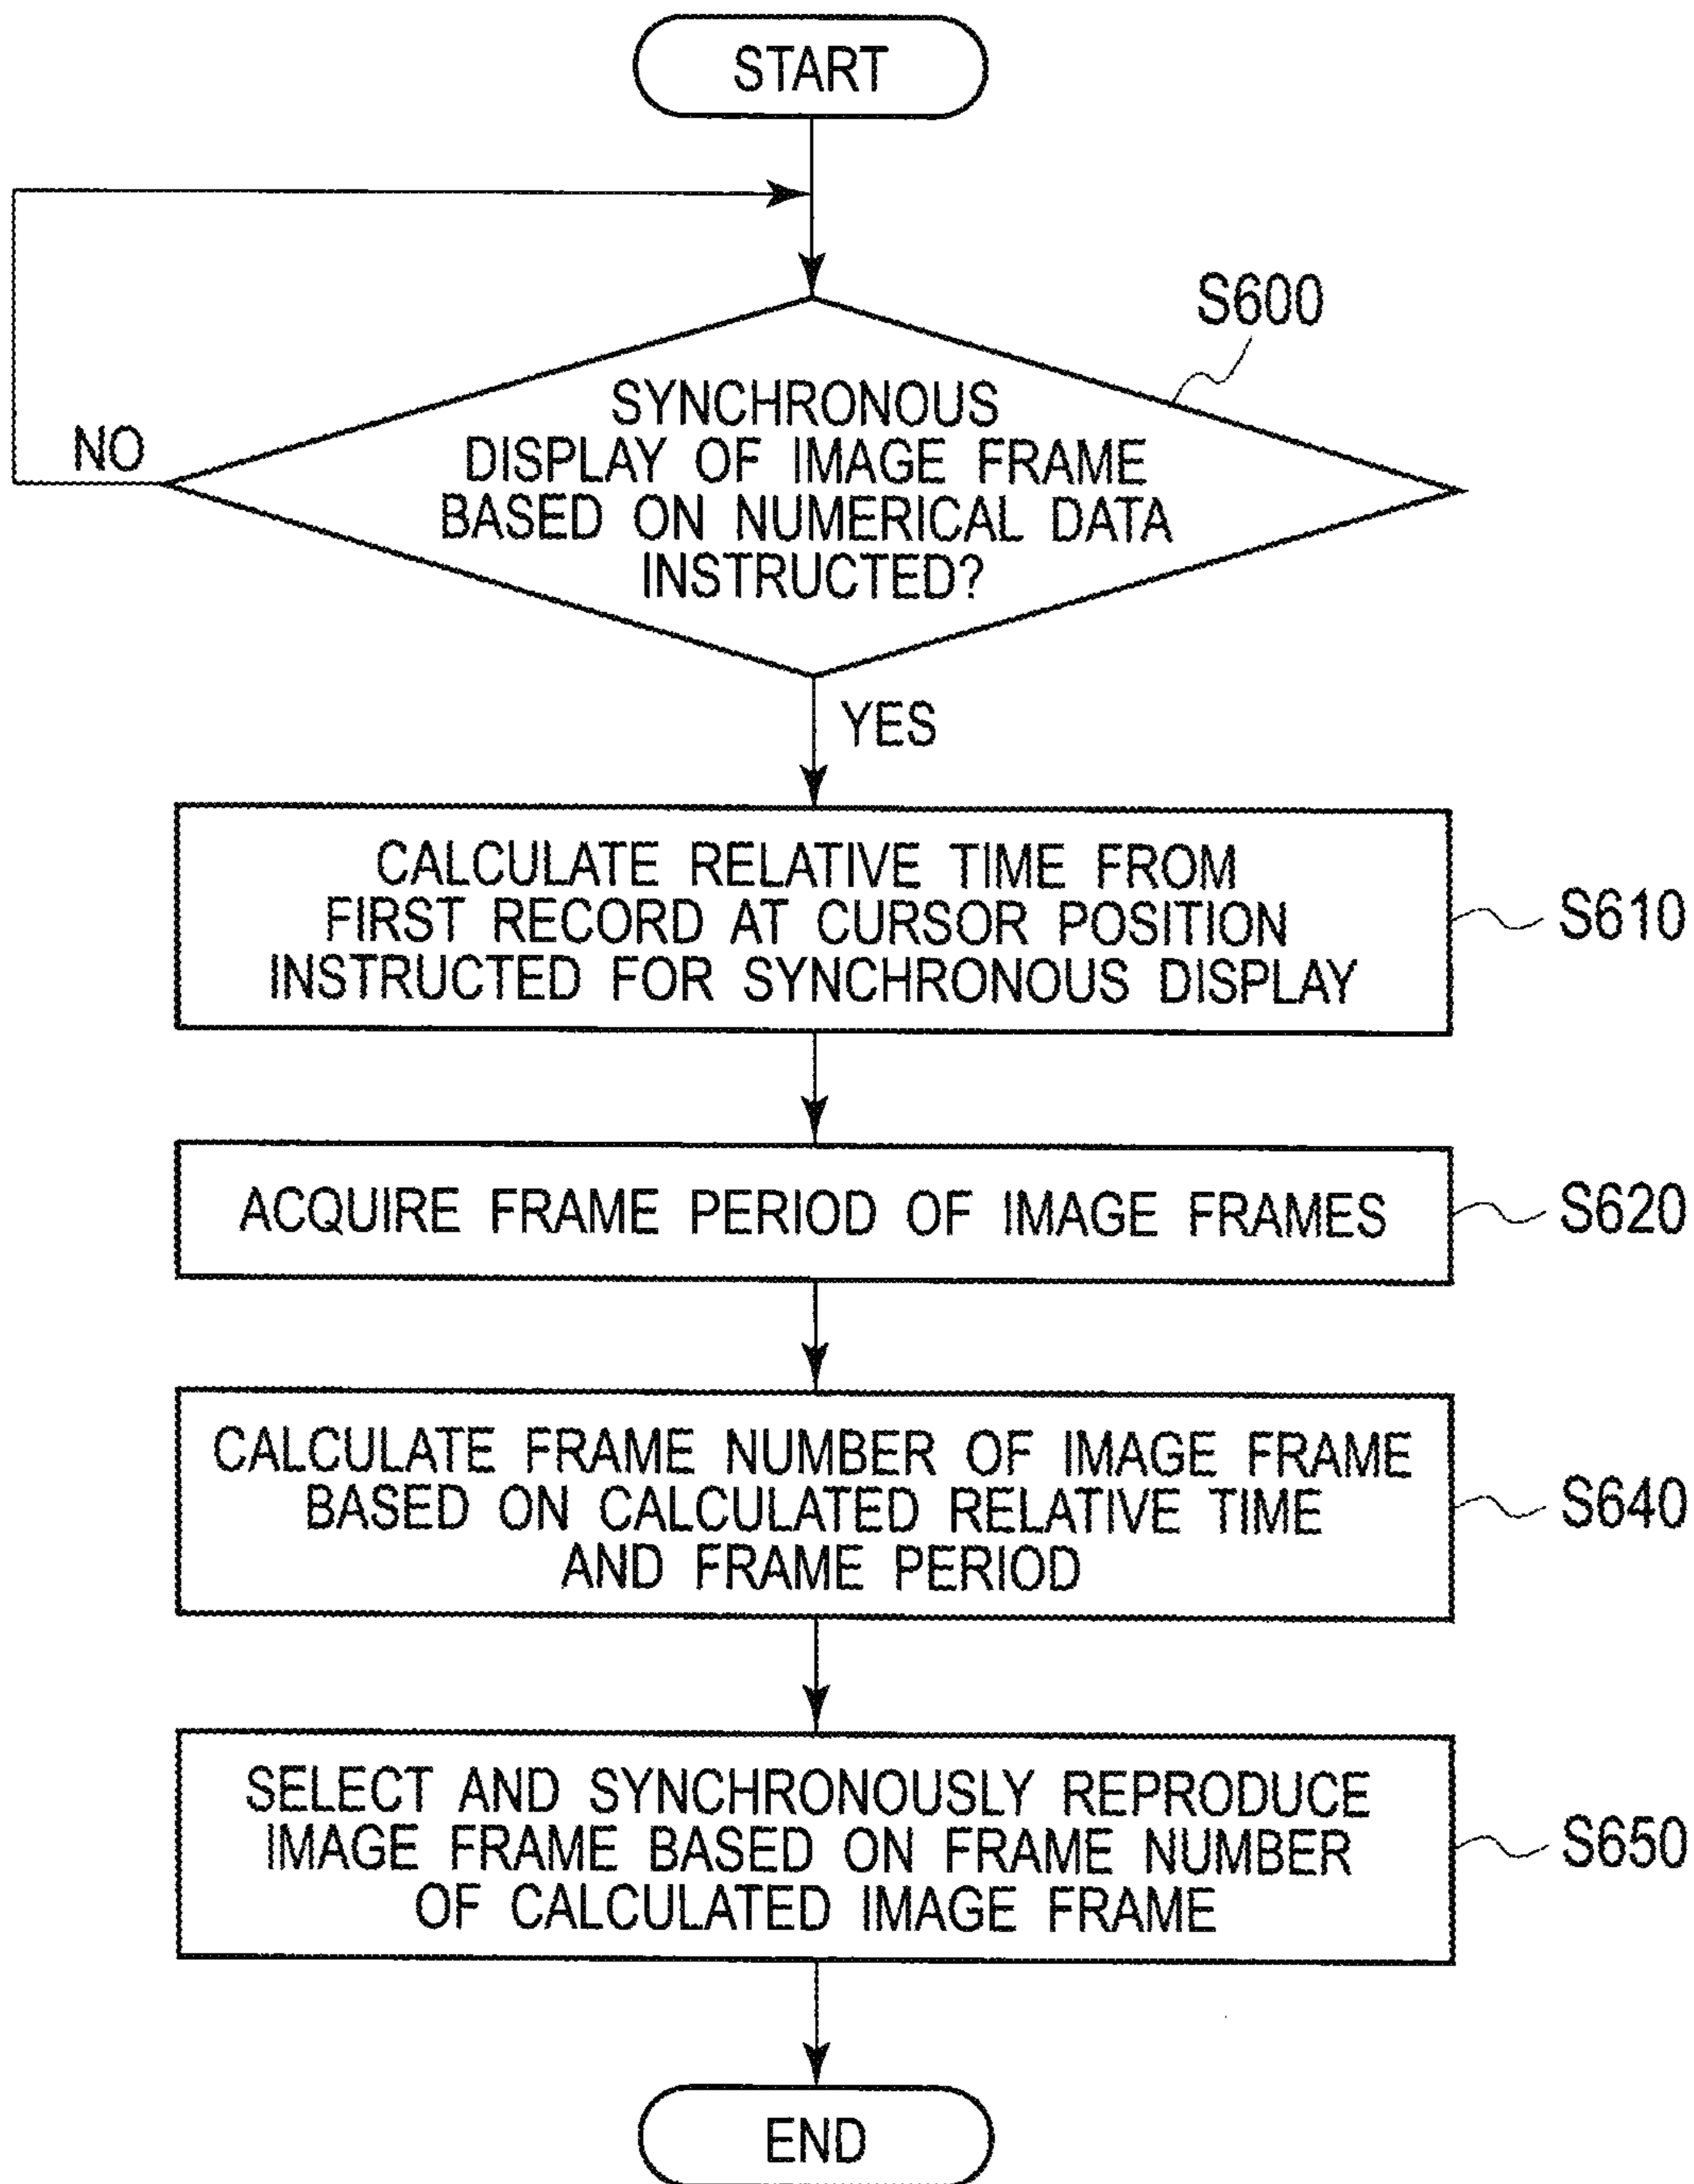 START
S600
SYNCHRONOUS
DISPLAY OF IMAGE FRAME
BASED ON NUMERICAL DATA
INSTRUCTED?
NO
YES
CALCULATE RELATIVE TIME FROM
FIRST RECORD AT CURSOR POSITION
INSTRUCTED FOR SYNCHRONOUS DISPLAY
S610
ACQUIRE FRAME PERIOD OF IMAGE FRAMES
S620
CALCULATE FRAME NUMBER OF IMAGE FRAME
BASED ON CALCULATED RELATIVE TIME
AND FRAME PERIOD
S640
SELECT AND SYNCHRONOUSLY REPRODUCE
IMAGE FRAME BASED ON FRAME NUMBER
OF CALCULATED IMAGE FRAME
S650
END